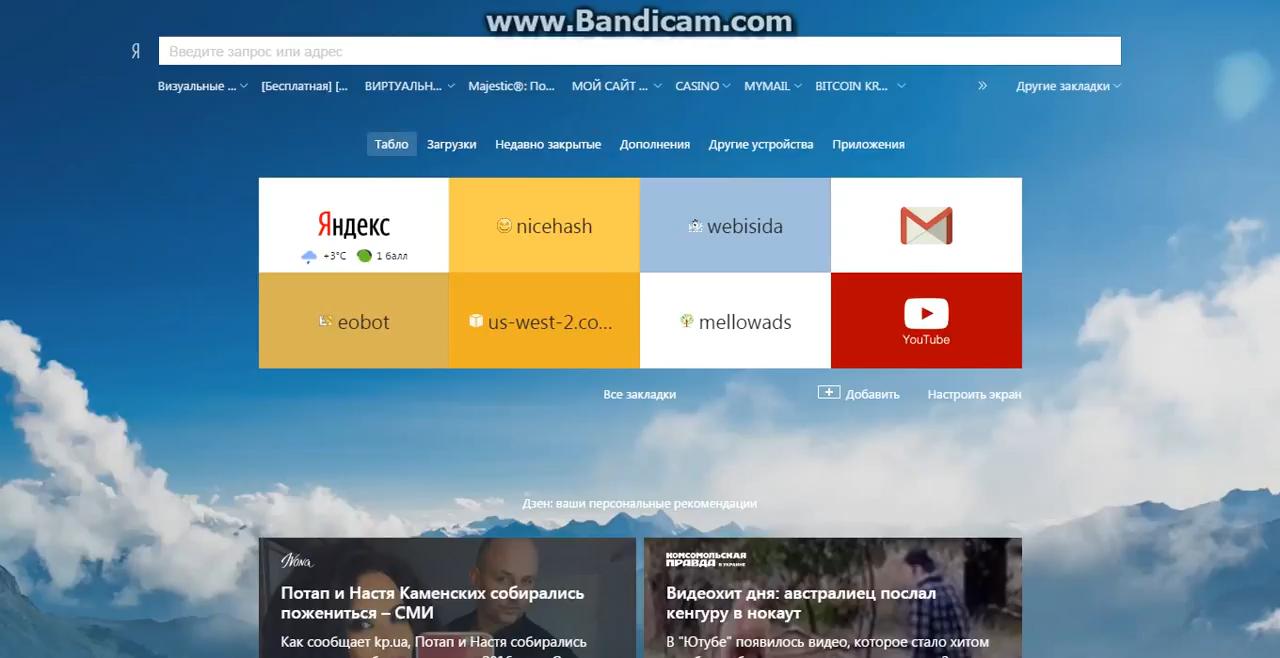 www.Bandicam.com
Я Введите запрос или адрес
Визуальные ... [Бесплатная] [... ВИРТУАЛЬН... Majestic®: По... МОЙ САЙТ ... CASINO MYMAIL BITCOIN KR... » Другие закладки
Табло Загрузки Недавно закрытые Дополнения Другие устройства Приложения
Яндекс nicehash webisida
+3°C 1 балл
eobot us-west-2.co... mellowads YouTube
Все закладки Добавить Настроить экран
Дзен: ваши персональные рекомендации
Ivona
Потап и Настя Каменских собирались
пожениться – СМИ
Как сообщает kp.ua, Потап и Настя собирались
КОМСОМОЛЬСКАЯ
ПРАВДА В УКРАИНЕ
Видеохит дня: австралиец послал
кенгуру в нокаут
В "Ютубе" появилось видео, которое стало хитом